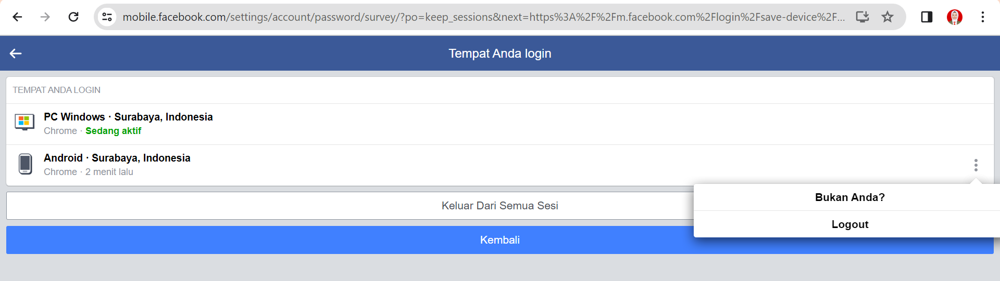 mobile.facebook.com/settings/account/password/survey/?po=keep_sessions&next=https%3A%2F%2Fm.facebook.com%2Flogin%2Fsave-device%2F...
Tempat Anda login
TEMPAT ANDA LOGIN
PC Windows · Surabaya, Indonesia
Chrome · Sedang aktif
Android · Surabaya, Indonesia
Chrome · 2 menit lalu
Bukan Anda?
Keluar Dari Semua Sesi
Logout
Kembali